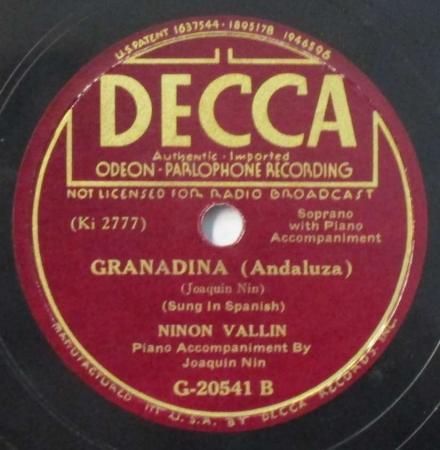 U.S. PATENT 1637544 · 1895178 1946596
DECCA
Authentic - Imported
ODEON - PARLOPHONE RECORDING
NOT LICENSED FOR RADIO BROADCAST
(Ki 2777)
Soprano
with Piano
Accompaniment
GRANADINA (Andaluza)
(Joaquin Nin)
(Sung In Spanish)
NINON VALLIN
Piano Accompaniment By
Joaquin Nin
G-20541 B
MANUFACTURED IN U.S.A. BY DECCA RECORDS, INC.